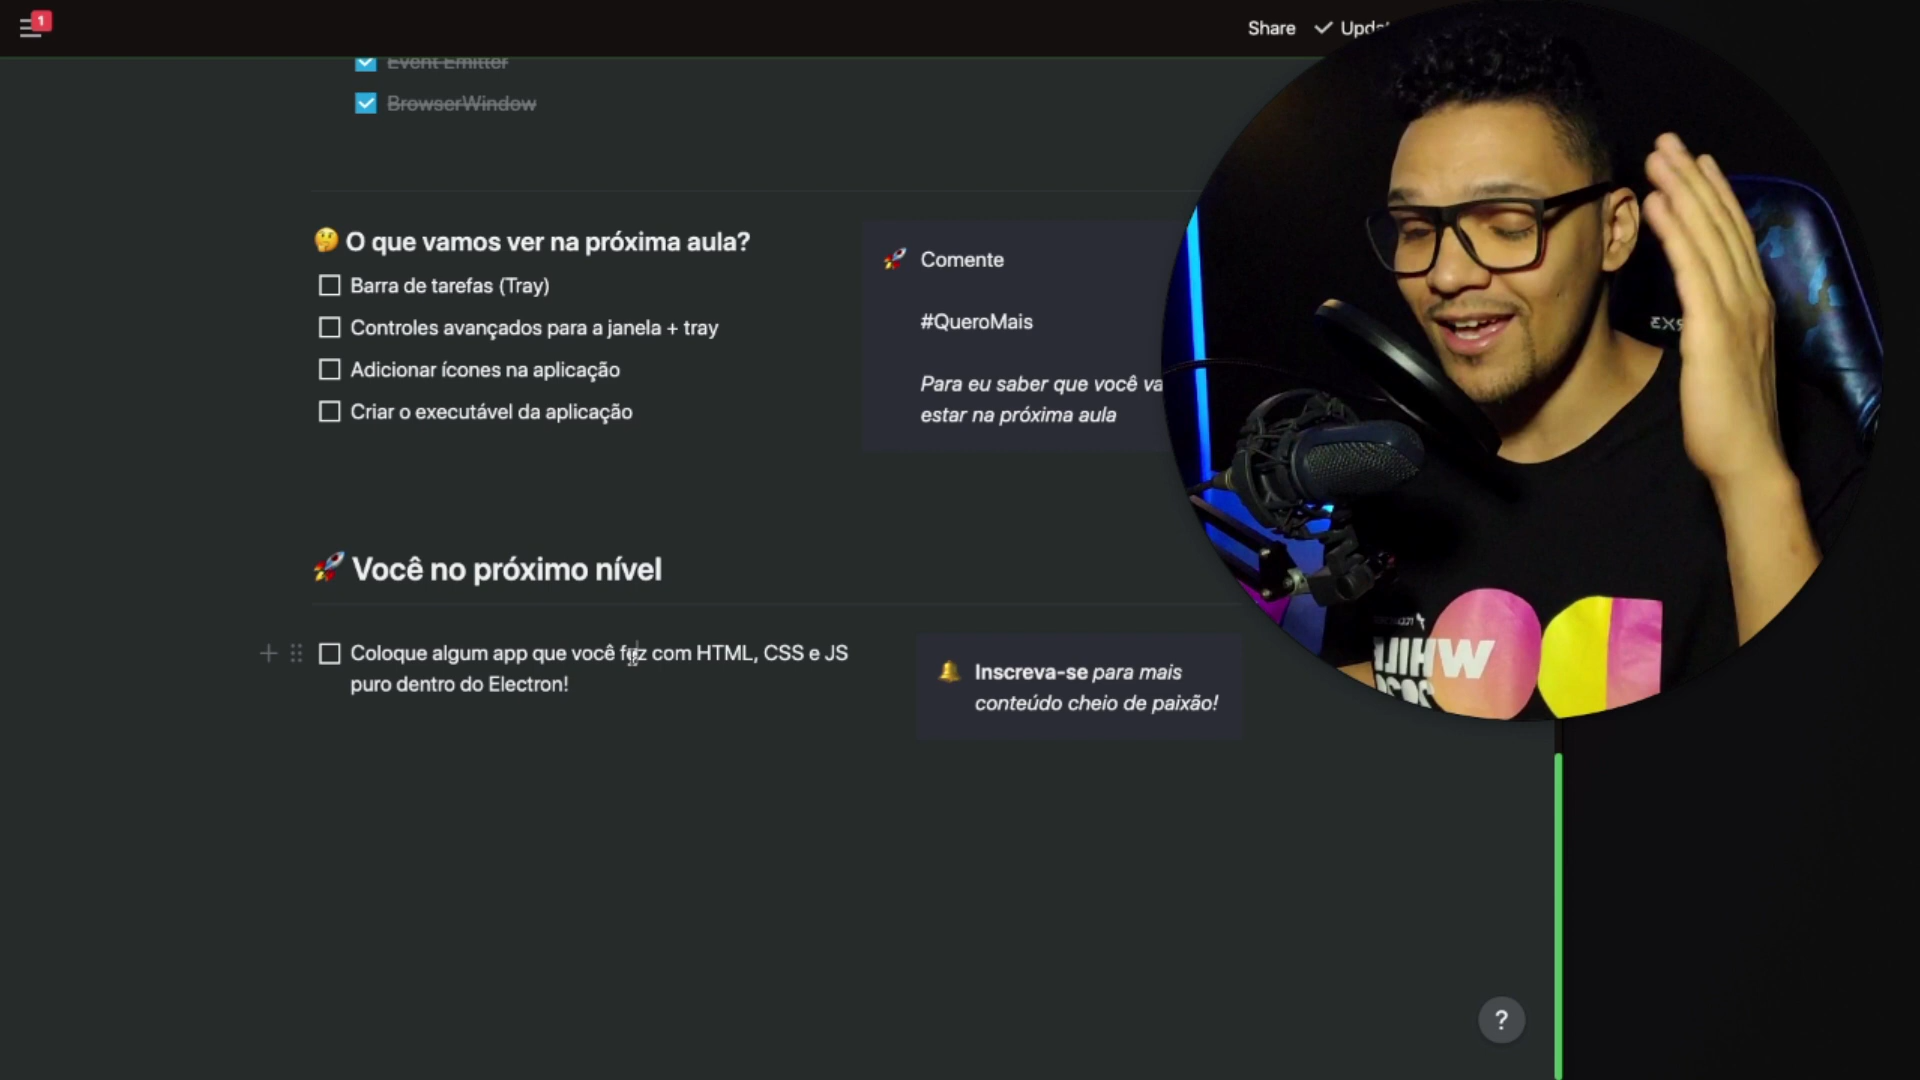 1
Share
Event Emitter
BrowserWindow
🤔 O que vamos ver na próxima aula?
Barra de tarefas (Tray)
Controles avançados para a janela + tray
Adicionar ícones na aplicação
Criar o executável da aplicação
🚀 Comente
#QueroMais
Para eu saber que você va
estar na próxima aula
🚀 Você no próximo nível
Coloque algum app que você fez com HTML, CSS e JS
puro dentro do Electron!
🔔 Inscreva-se para mais
conteúdo cheio de paixão!
?